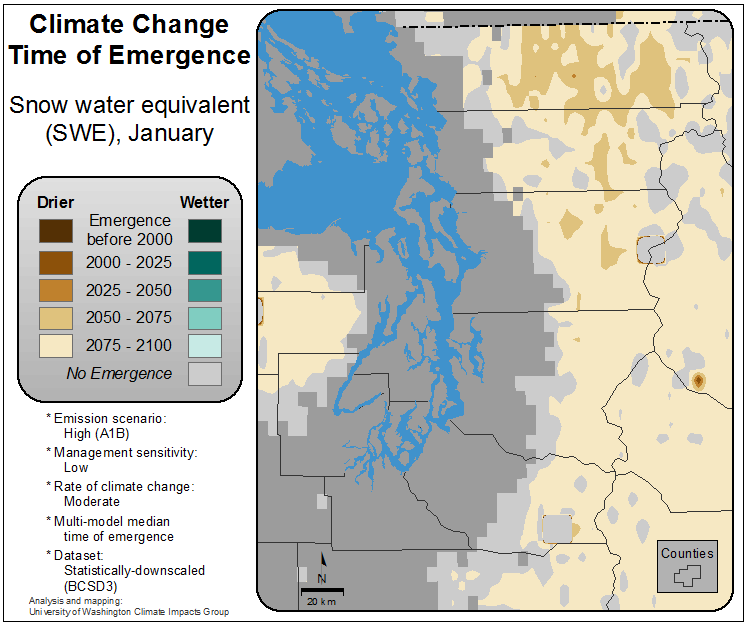 Climate Change
Time of Emergence
Snow water equivalent
(SWE), January
Drier
Wetter
Emergence
before 2000
2000 - 2025
2025 - 2050
2050 - 2075
2075 - 2100
No Emergence
* Emission scenario:
High (A1B)
* Management sensitivity:
Low
* Rate of climate change:
Moderate
* Multi-model median
time of emergence
* Dataset:
Statistically-downscaled
(BCSD3)
Analysis and mapping:
University of Washington Climate Impacts Group
N
20 km
Counties